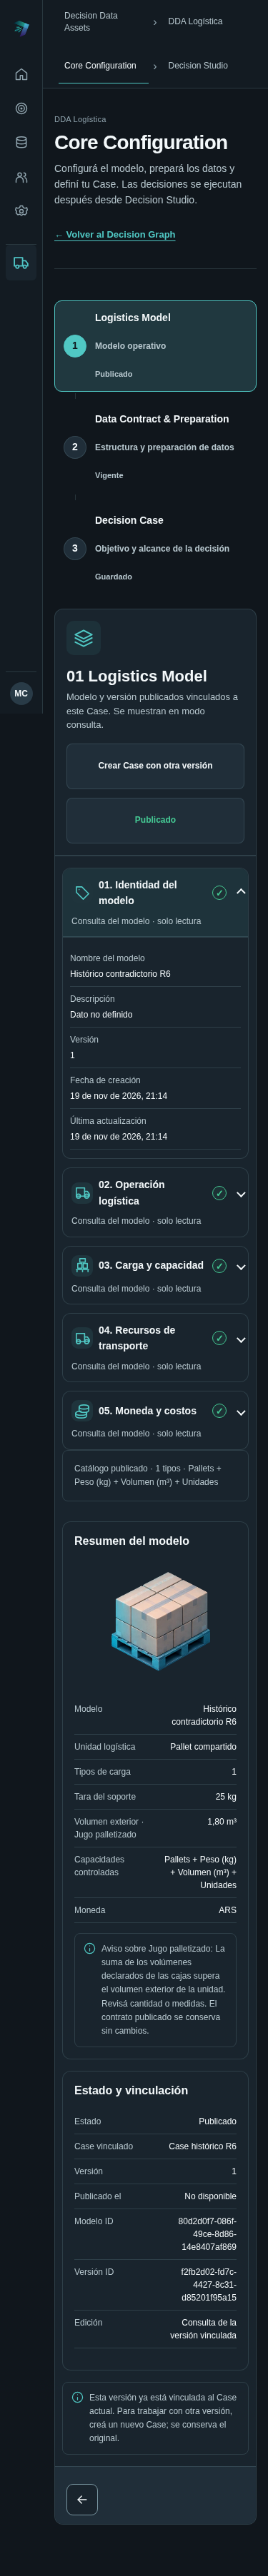 Decision Data
Assets
›
DDA Logística
Core Configuration
›
Decision Studio
DDA Logística
Core Configuration
Configurá el modelo, prepará los datos y
definí tu Case. Las decisiones se ejecutan
después desde Decision Studio.
← Volver al Decision Graph
Logistics Model
1
Modelo operativo
Publicado
Data Contract & Preparation
2
Estructura y preparación de datos
Vigente
Decision Case
3
Objetivo y alcance de la decisión
Guardado
MC
01 Logistics Model
Modelo y versión publicados vinculados a
este Case. Se muestran en modo
consulta.
Crear Case con otra versión
Publicado
01. Identidad del
modelo
Consulta del modelo · solo lectura
Nombre del modelo
Histórico contradictorio R6
Descripción
Dato no definido
Versión
1
Fecha de creación
19 de nov de 2026, 21:14
Última actualización
19 de nov de 2026, 21:14
02. Operación
logística
Consulta del modelo · solo lectura
03. Carga y capacidad
Consulta del modelo · solo lectura
04. Recursos de
transporte
Consulta del modelo · solo lectura
05. Moneda y costos
Consulta del modelo · solo lectura
Catálogo publicado · 1 tipos · Pallets +
Peso (kg) + Volumen (m³) + Unidades
Resumen del modelo
Modelo
Histórico
contradictorio R6
Unidad logística
Pallet compartido
Tipos de carga
1
Tara del soporte
25 kg
Volumen exterior ·
Jugo palletizado
1,80 m³
Capacidades
controladas
Pallets + Peso (kg)
+ Volumen (m³) +
Unidades
Moneda
ARS
Aviso sobre Jugo palletizado: La
suma de los volúmenes
declarados de las cajas supera
el volumen exterior de la unidad.
Revisá cantidad o medidas. El
contrato publicado se conserva
sin cambios.
Estado y vinculación
Estado
Publicado
Case vinculado
Case histórico R6
Versión
1
Publicado el
No disponible
Modelo ID
80d2d0f7-086f-
49ce-8d86-
14e8407af869
Versión ID
f2fb2d02-fd7c-
4427-8c31-
d85201f95a15
Edición
Consulta de la
versión vinculada
Esta versión ya está vinculada al Case
actual. Para trabajar con otra versión,
creá un nuevo Case; se conserva el
original.
←